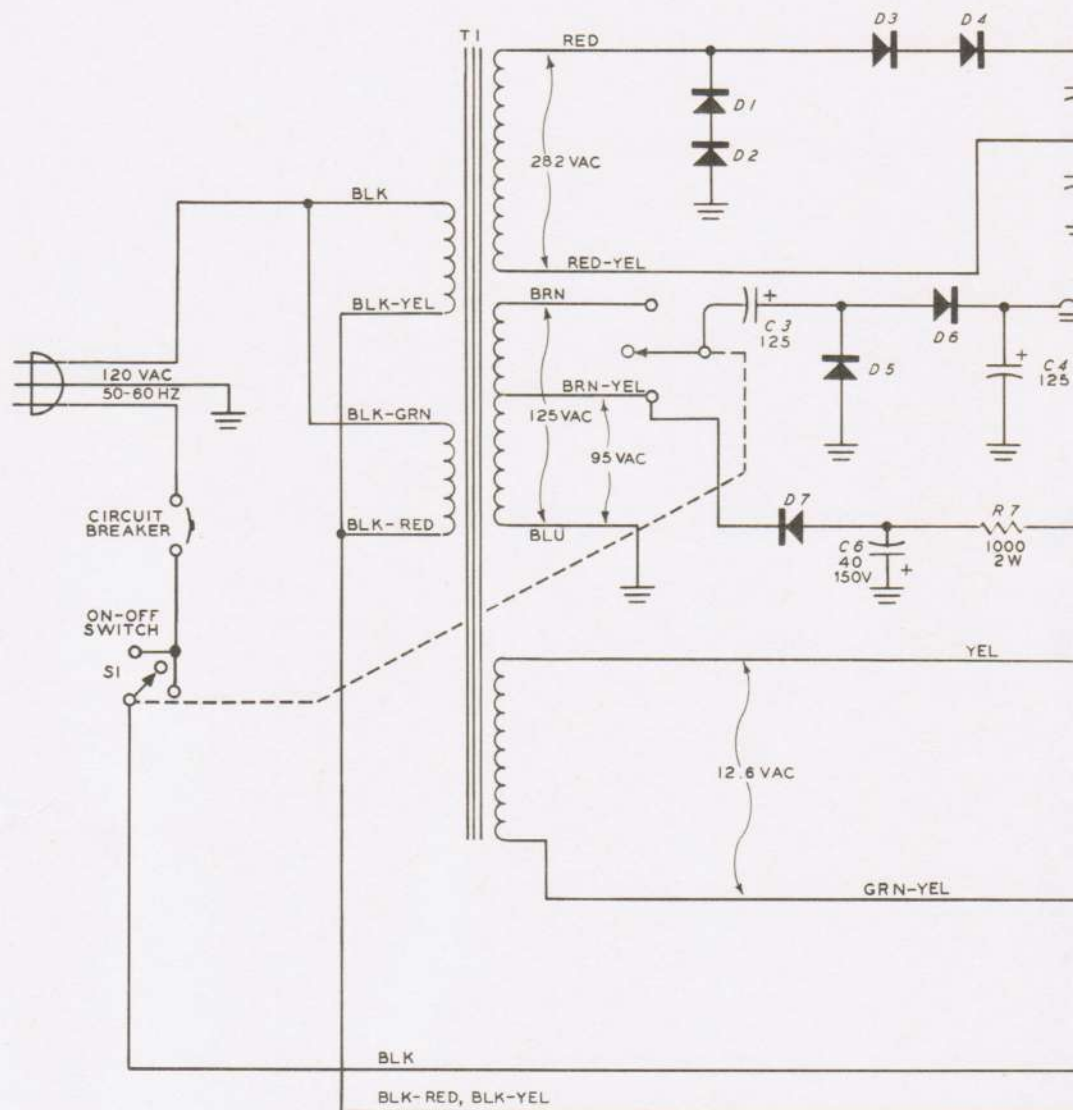 T1
RED
D3
D4
D1
D2
282 VAC
BLK
RED-YEL
BLK-YEL
BRN
+
C3
125
D6
D5
+
C4
125
120 VAC
50-60 HZ
BRN-YEL
BLK-GRN
125 VAC
95 VAC
CIRCUIT
BREAKER
BLK-RED
BLU
D7
C6
40
150V
+
R7
1000
2W
ON-OFF
SWITCH
S1
YEL
12.6 VAC
GRN-YEL
BLK
BLK-RED, BLK-YEL